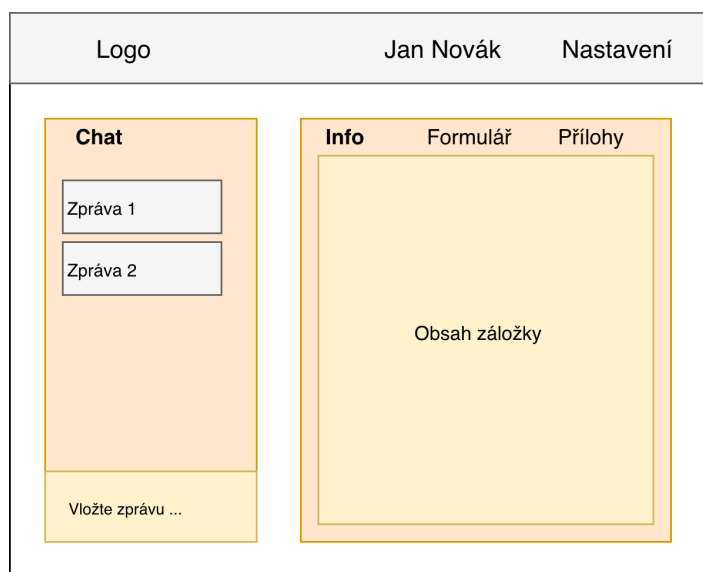 Logo Jan Novák Nastavení
Chat
Zpráva 1
Zpráva 2
Vložte zprávu ...
Info Formulář Přílohy
Obsah záložky